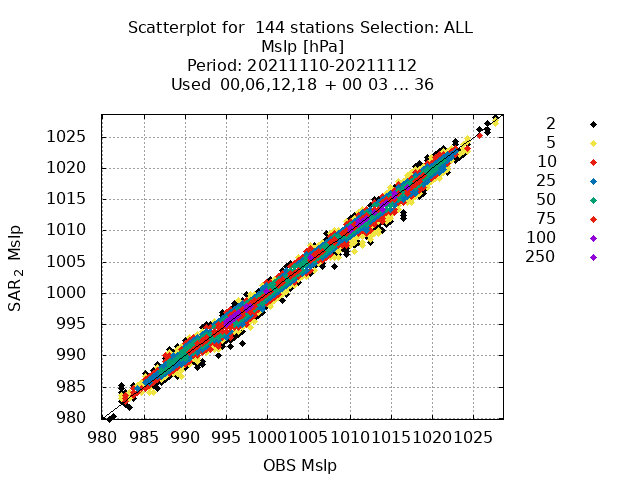 Scatterplot for 144 stations Selection: ALL
Mslp [hPa]
Period: 20211110-20211112
Used 00,06,12,18 + 00 03 ... 36
2
5
10
25
50
75
100
250
SAR2 Mslp
1025
1020
1015
1010
1005
1000
995
990
985
980
980 985 990 995 1000 1005 1010 1015 1020 1025
OBS Mslp